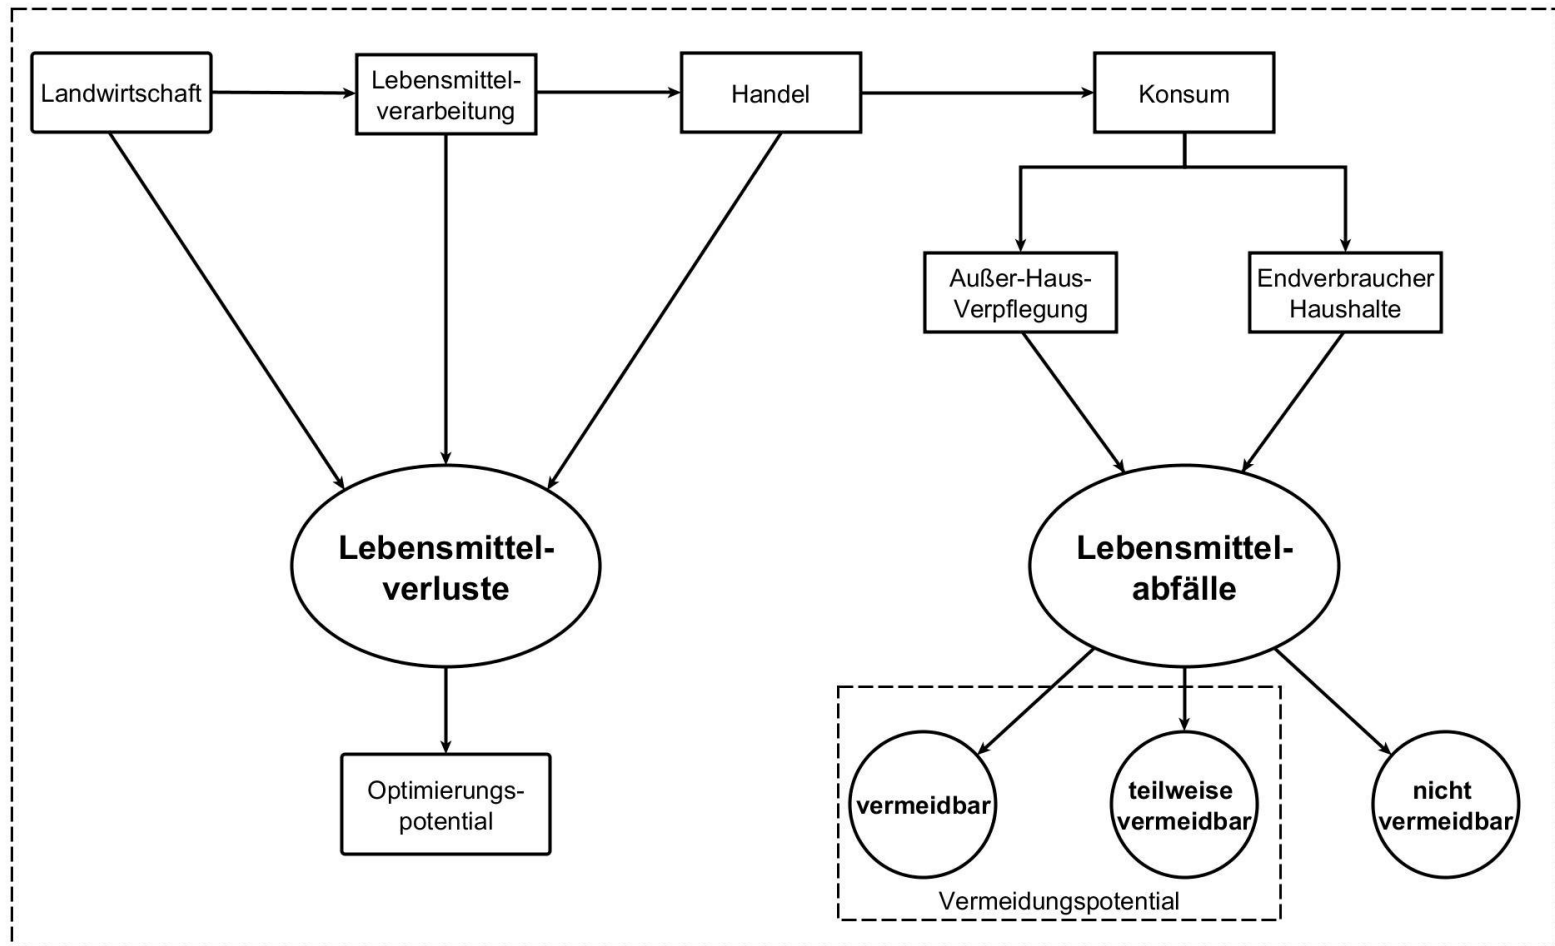 Landwirtschaft
Lebensmittel-
verarbeitung
Handel
Konsum
Außer-Haus-
Verpflegung
Endverbraucher
Haushalte
Lebensmittel-
verluste
Lebensmittel-
abfälle
Optimierungs-
potential
vermeidbar
teilweise
vermeidbar
nicht
vermeidbar
Vermeidungspotential